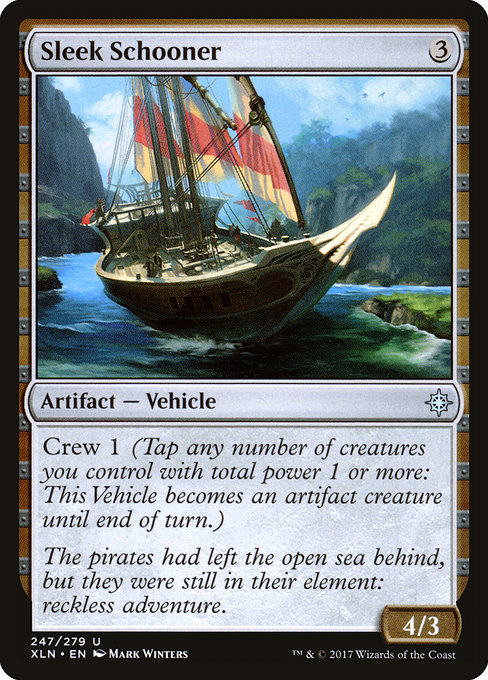 Sleek Schooner 3
Artifact — Vehicle
Crew 1 (Tap any number of creatures
you control with total power 1 or more:
This Vehicle becomes an artifact creature
until end of turn.)
The pirates had left the open sea behind,
but they were still in their element:
reckless adventure.
4/3
247/279 U
XLN • EN Mark Winters
™ & © 2017 Wizards of the Coast